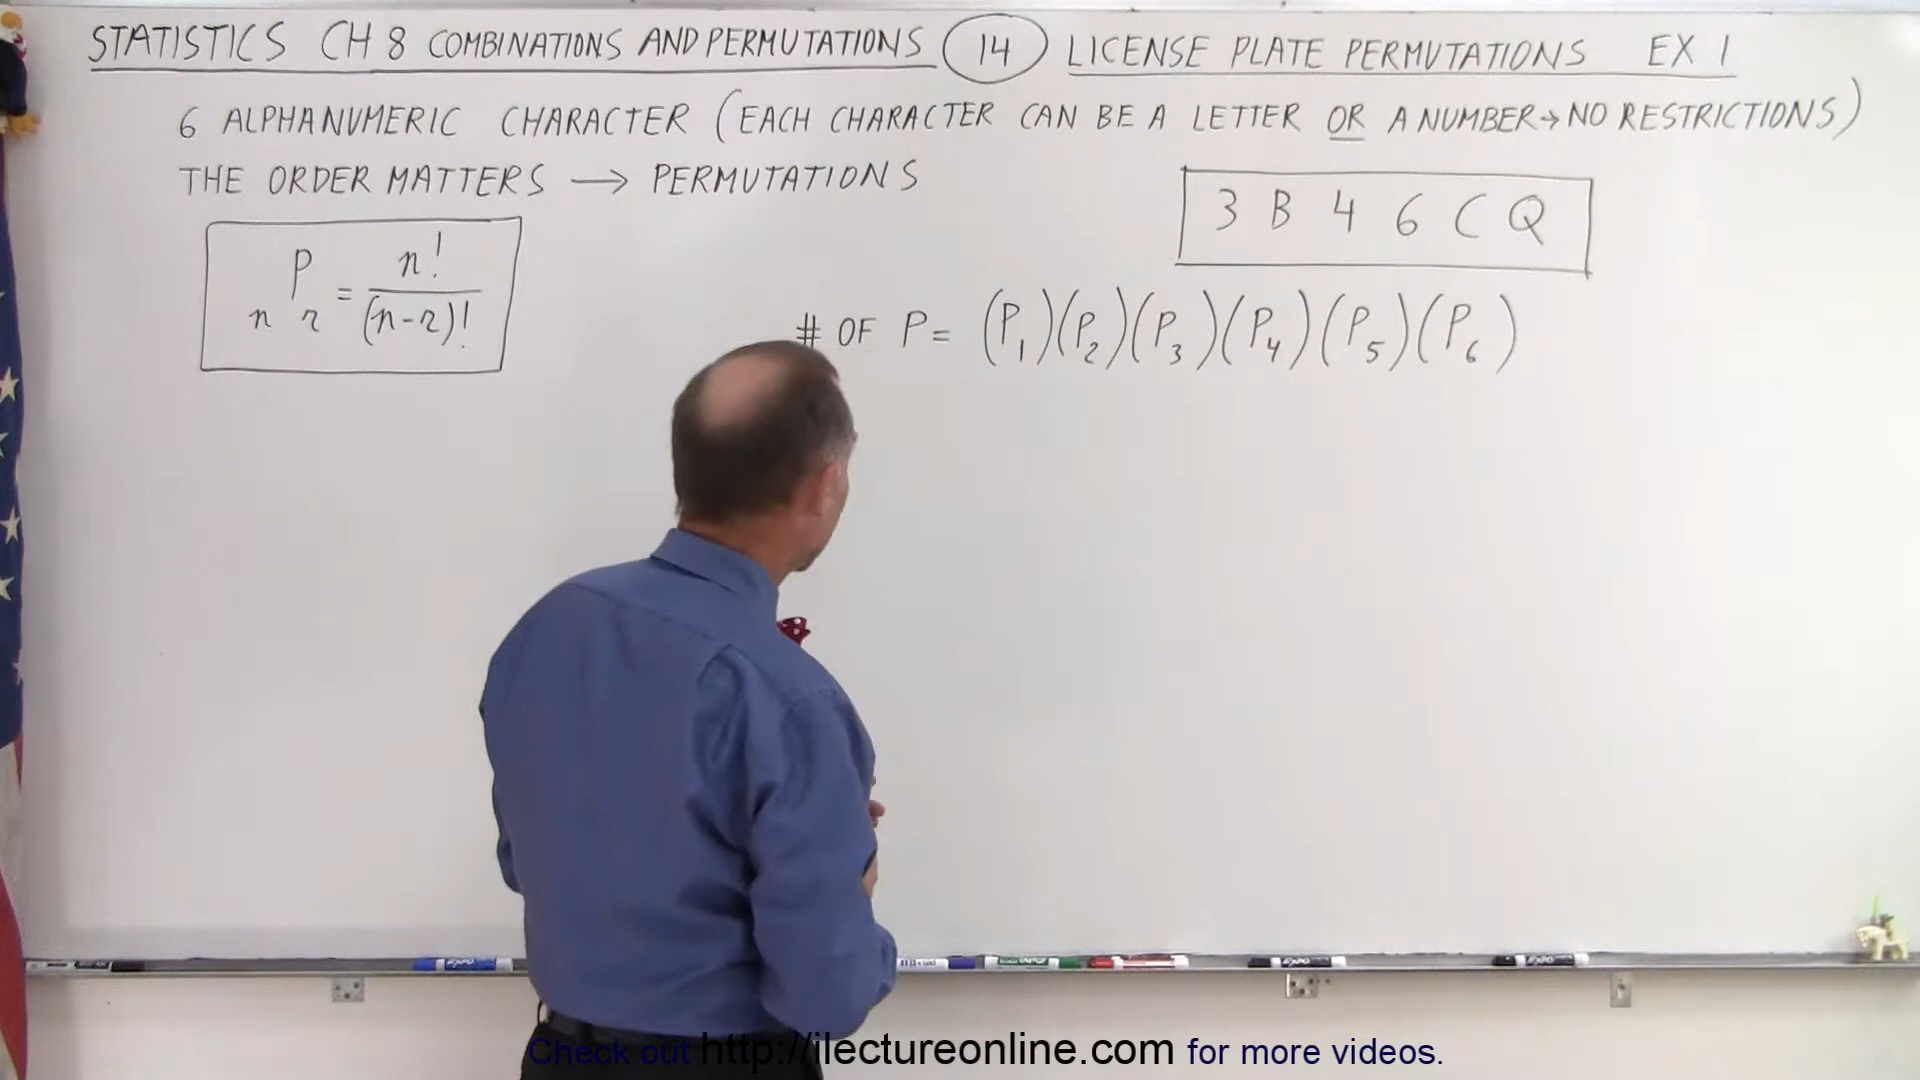 STATISTICS CH 8 COMBINATIONS AND PERMUTATIONS 14 LICENSE PLATE PERMUTATIONS EX 1
6 ALPHANUMERIC CHARACTER (EACH CHARACTER CAN BE A LETTER OR A NUMBER→NO RESTRICTIONS)
THE ORDER MATTERS → PERMUTATIONS
3 B 4 6 C Q
nPr = n! / (n-r)!
# OF P = (P1)(P2)(P3)(P4)(P5)(P6)
Check out http://ilectureonline.com for more videos.